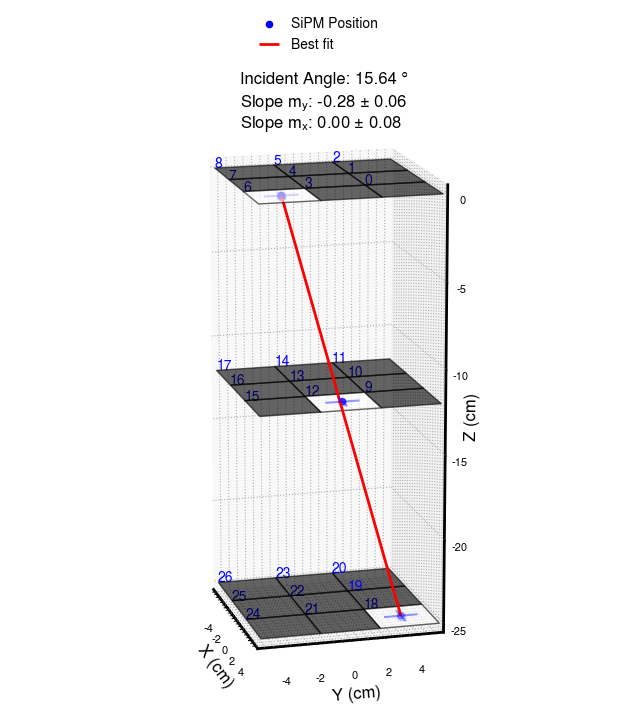 SiPM Position
Best fit
Incident Angle: 15.64 °
Slope my: -0.28 ± 0.06
Slope mx: 0.00 ± 0.08
8 5 2
7 4 1
6 3 0
0
-5
17 14 11
16 13 10
15 12 9
-10
Z (cm)
-15
-20
26 23 20
25 22 19
24 21 18
-25
-4
-2
0
2
4
X (cm)
-4 -2 0 2 4
Y (cm)